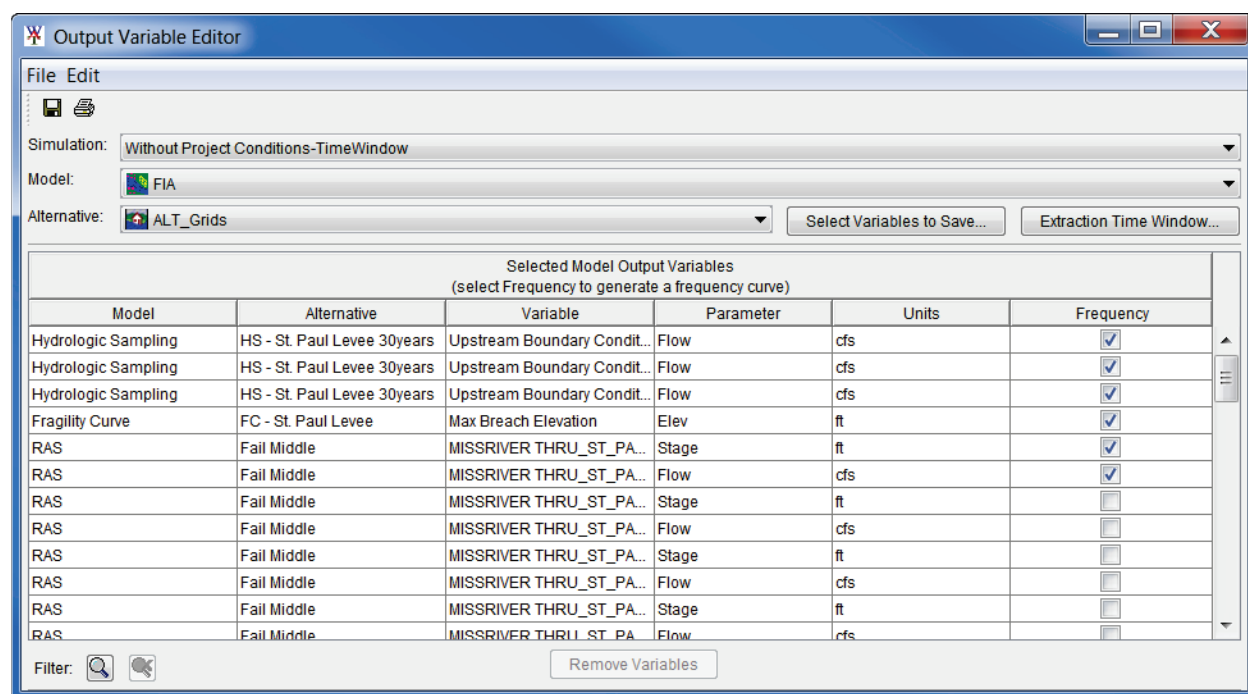 Output Variable Editor
File Edit
Simulation: Without Project Conditions-TimeWindow
Model: FIA
Alternative: ALT_Grids Select Variables to Save... Extraction Time Window...
Selected Model Output Variables
(select Frequency to generate a frequency curve)
Model Alternative Variable Parameter Units Frequency
Hydrologic Sampling HS - St. Paul Levee 30years Upstream Boundary Condit... Flow cfs
Hydrologic Sampling HS - St. Paul Levee 30years Upstream Boundary Condit... Flow cfs
Hydrologic Sampling HS - St. Paul Levee 30years Upstream Boundary Condit... Flow cfs
Fragility Curve FC - St. Paul Levee Max Breach Elevation Elev ft
RAS Fail Middle MISSRIVER THRU_ST_PA... Stage ft
RAS Fail Middle MISSRIVER THRU_ST_PA... Flow cfs
RAS Fail Middle MISSRIVER THRU_ST_PA... Stage ft
RAS Fail Middle MISSRIVER THRU_ST_PA... Flow cfs
RAS Fail Middle MISSRIVER THRU_ST_PA... Stage ft
RAS Fail Middle MISSRIVER THRU_ST_PA... Flow cfs
RAS Fail Middle MISSRIVER THRU_ST_PA... Stage ft
RAS Fail Middle MISSRIVER THRU_ST_PA... Flow cfs
Filter: Remove Variables